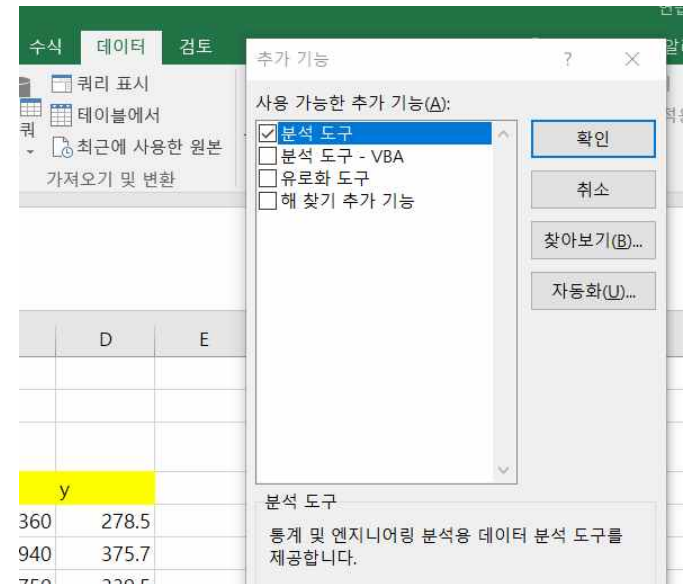 수식 데이터 검토
추가 기능 ? ×
쿼리 표시
사용 가능한 추가 기능(A):
테이블에서
쿼
최근에 사용한 원본
가져오기 및 변환
분석 도구
분석 도구 - VBA
유로화 도구
해 찾기 추가 기능
확인
취소
찾아보기(B)...
자동화(U)...
D E
y
360 278.5
940 375.7
분석 도구
통계 및 엔지니어링 분석용 데이터 분석 도구를
제공합니다.